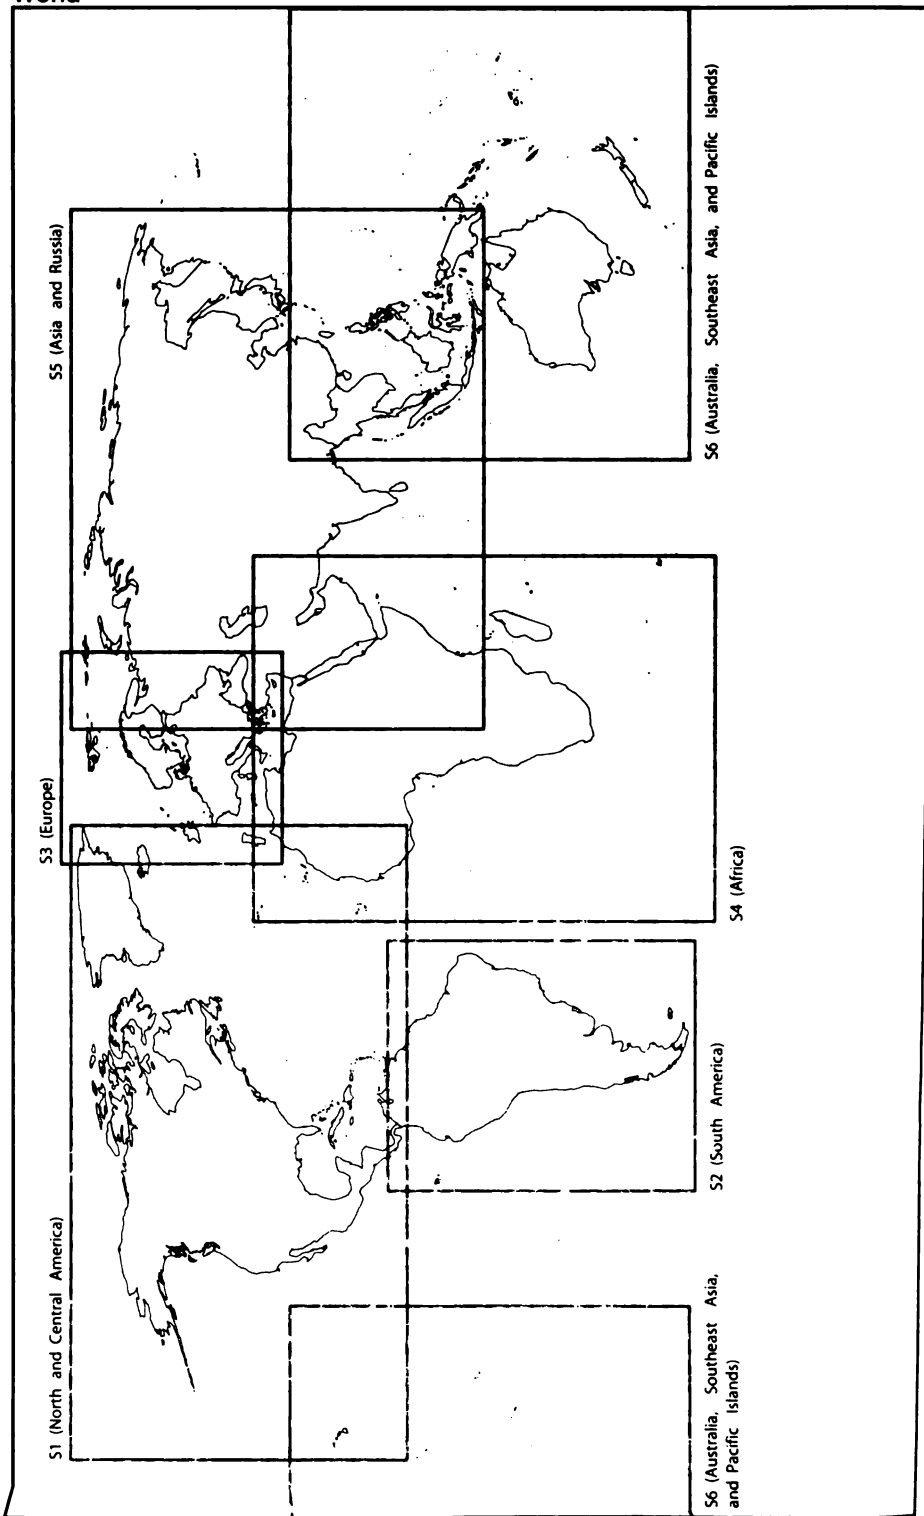 World
S5 (Asia and Russia)
S6 (Australia, Southeast Asia, and Pacific Islands)
S3 (Europe)
S4 (Africa)
S1 (North and Central America)
S2 (South America)
S6 (Australia, Southeast Asia,
and Pacific Islands)